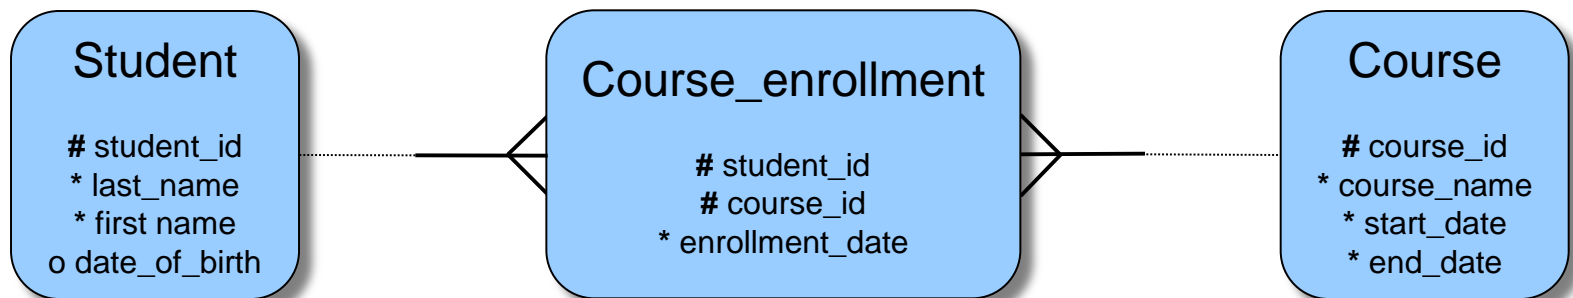 Student
# student_id
* last_name
* first name
o date_of_birth
Course_enrollment
# student_id
# course_id
* enrollment_date
Course
# course_id
* course_name
* start_date
* end_date